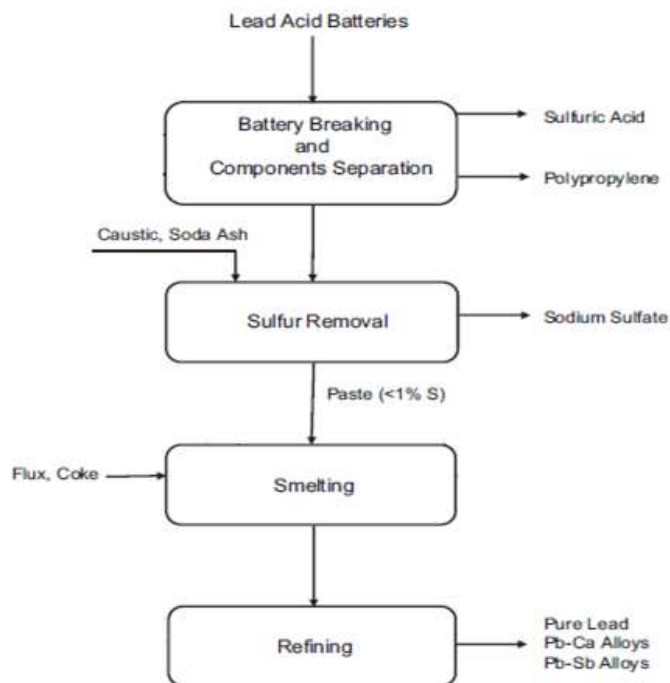 Lead Acid Batteries
Battery Breaking
and
Components Separation
Sulfuric Acid
Polypropylene
Caustic, Soda Ash
Sulfur Removal
Sodium Sulfate
Paste (<1% S)
Flux, Coke
Smelting
Refining
Pure Lead
Pb-Ca Alloys
Pb-Sb Alloys